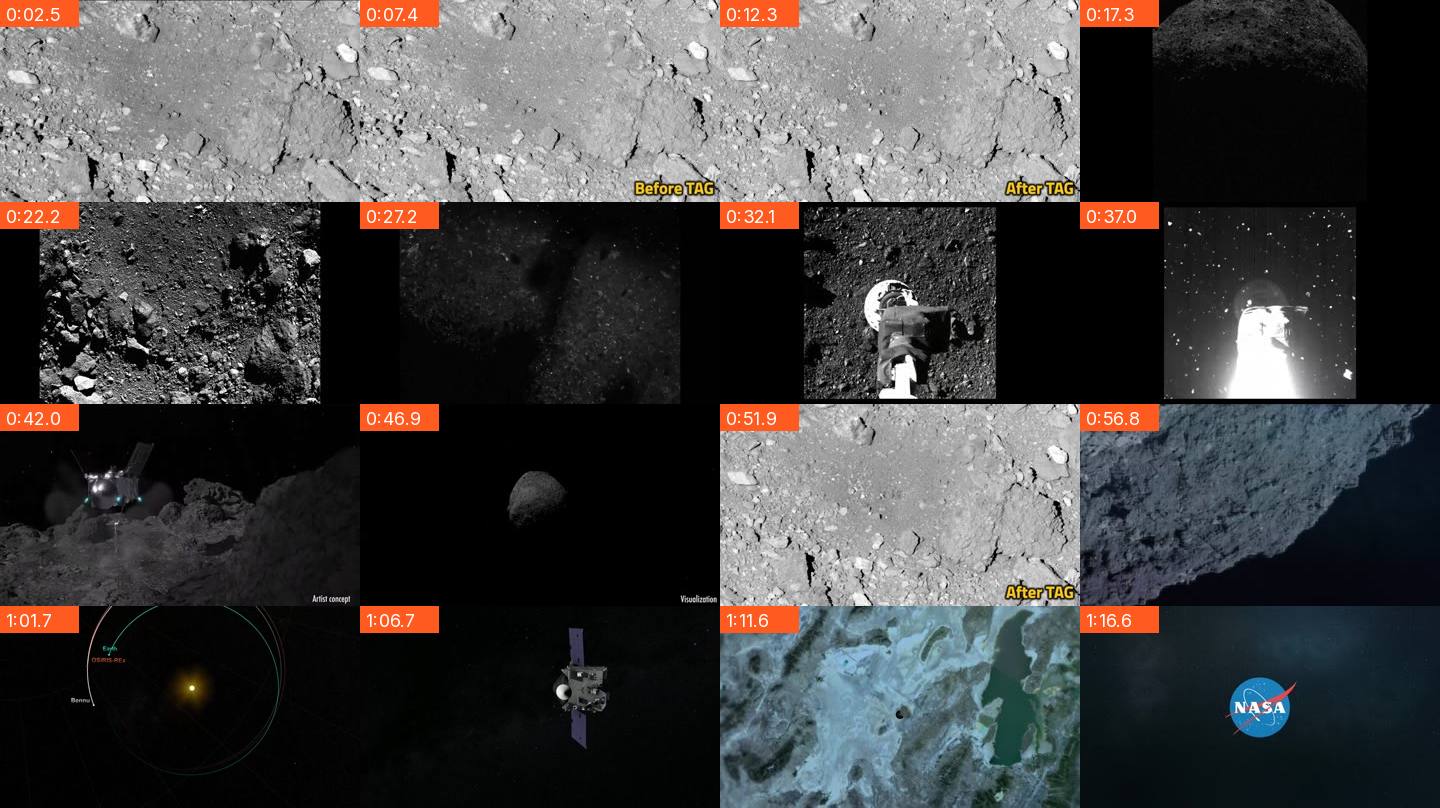 0:02.5
0:07.4
0:12.3
0:17.3
Before TAG
After TAG
0:22.2
0:27.2
0:32.1
0:37.0
0:42.0
0:46.9
0:51.9
0:56.8
Artist concept
Visualization
After TAG
1:01.7
1:06.7
1:11.6
1:16.6
Earth
OSIRIS-REx
Bennu
NASA